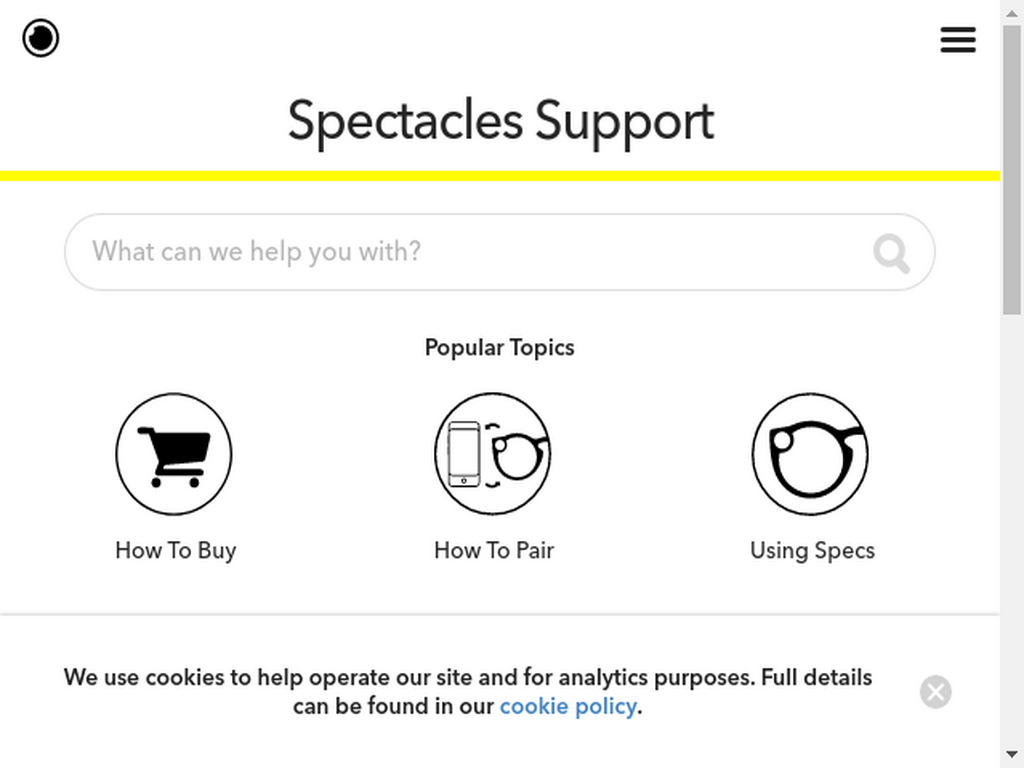 Spectacles Support
What can we help you with?
Popular Topics
How To Buy
How To Pair
Using Specs
We use cookies to help operate our site and for analytics purposes. Full details
can be found in our cookie policy.